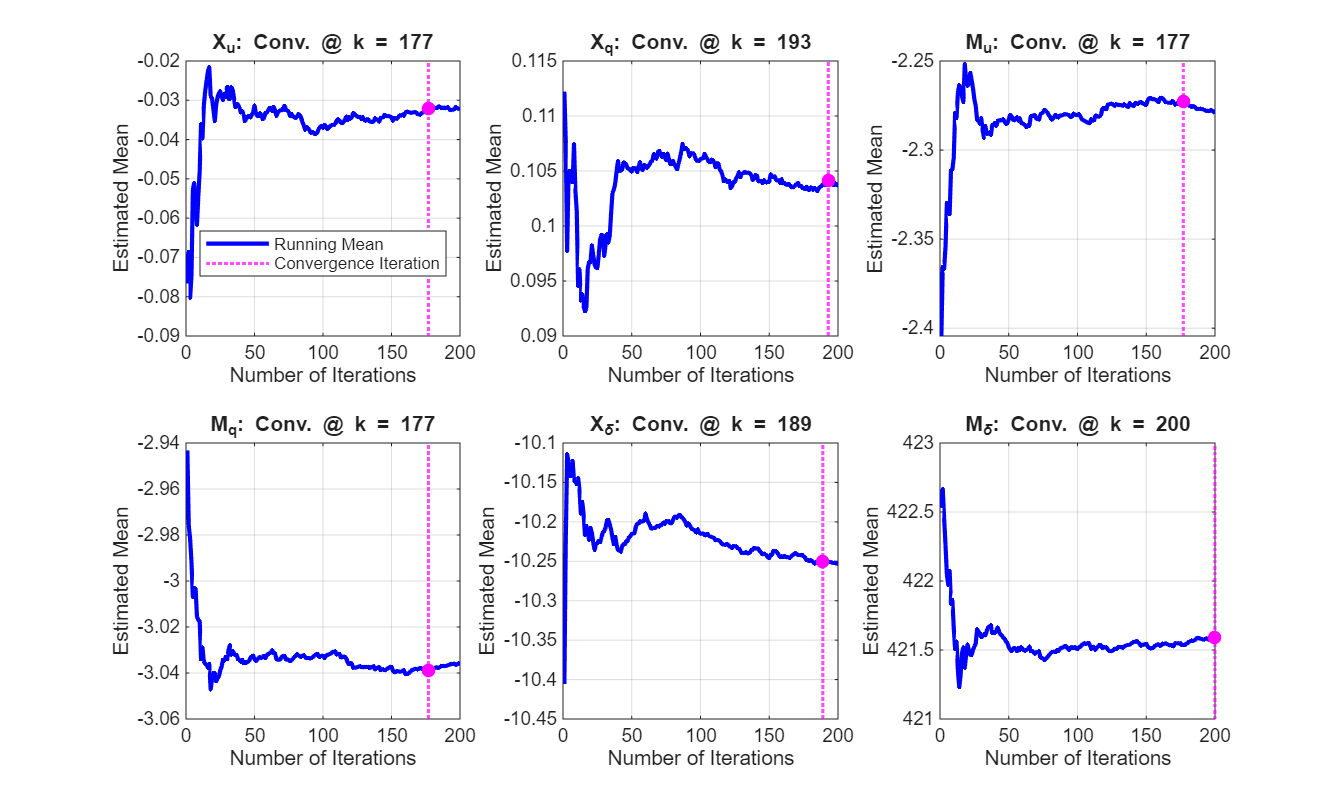 Xᵤ: Conv. @ k = 177
-0.02
-0.03
-0.04
-0.05
-0.06
-0.07
-0.08
-0.09
Estimated Mean
Running Mean
Convergence Iteration
0 50 100 150 200
Number of Iterations
X_q: Conv. @ k = 193
0.115
0.11
0.105
0.1
0.095
0.09
Estimated Mean
0 50 100 150 200
Number of Iterations
Mᵤ: Conv. @ k = 177
-2.25
-2.3
-2.35
-2.4
Estimated Mean
0 50 100 150 200
Number of Iterations
M_q: Conv. @ k = 177
-2.94
-2.96
-2.98
-3
-3.02
-3.04
-3.06
Estimated Mean
0 50 100 150 200
Number of Iterations
X_δ: Conv. @ k = 189
-10.1
-10.15
-10.2
-10.25
-10.3
-10.35
-10.4
-10.45
Estimated Mean
0 50 100 150 200
Number of Iterations
M_δ: Conv. @ k = 200
423
422.5
422
421.5
421
Estimated Mean
0 50 100 150 200
Number of Iterations